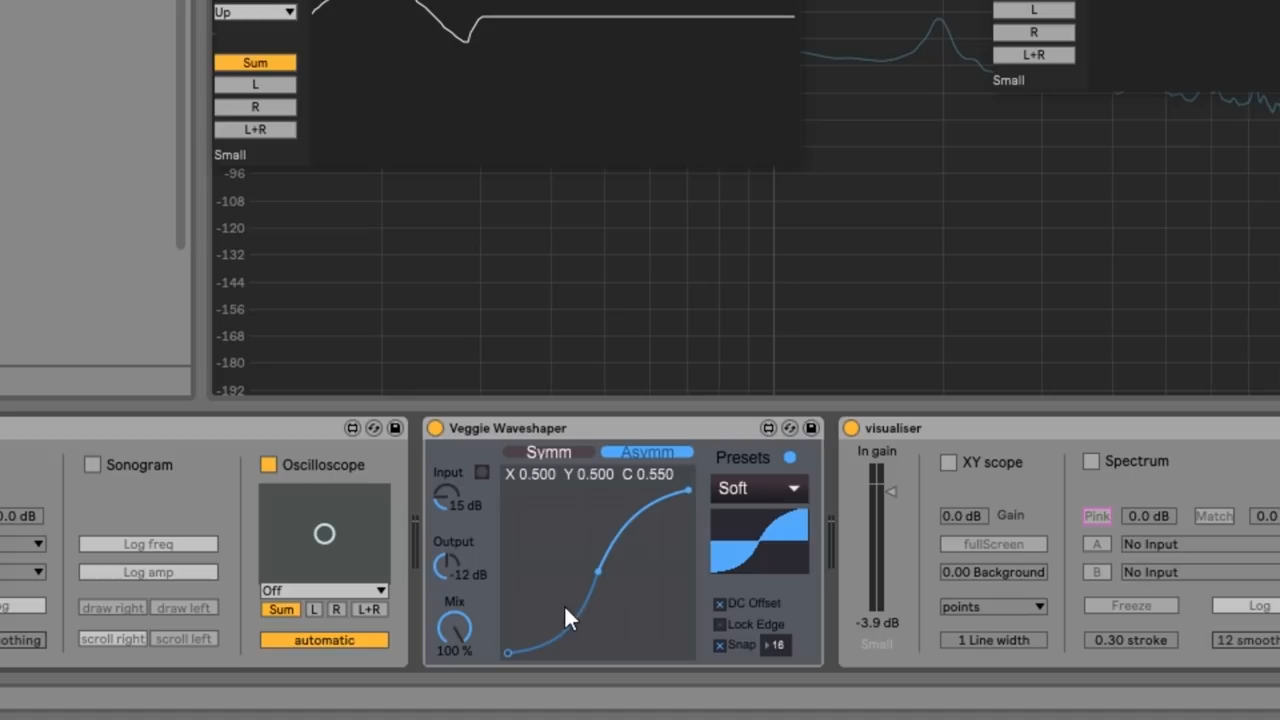 Up
Sum
L
R
L+R
Small
L
R
L+R
Small
-96
-108
-120
-132
-144
-156
-168
-180
-192
Sonogram
Oscilloscope
0.0 dB
Log freq
Log amp
draw right draw left
scroll right scroll left
Off
Sum L R L+R
automatic
Veggie Waveshaper
Symm Asymm
Input
15 dB
Output
-12 dB
Mix
100 %
X 0.500 Y 0.500 C 0.550
Presets
Soft
DC Offset
Lock Edge
Snap 16
visualiser
In gain
-3.9 dB
Small
XY scope
0.0 dB Gain
fullScreen
0.00 Background
points
1 Line width
Spectrum
Pink 0.0 dB Match
A No Input
B No Input
Freeze Log
0.30 stroke